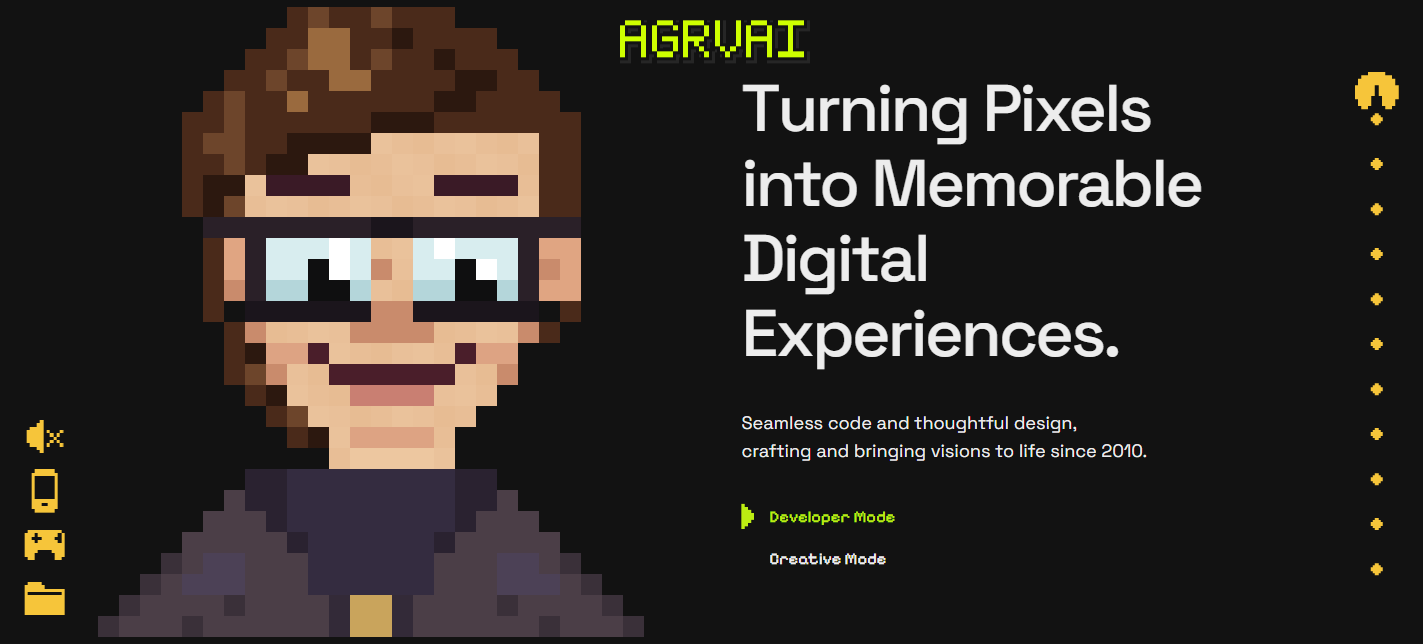 AGRVAI
Turning Pixels
into Memorable
Digital
Experiences.
Seamless code and thoughtful design,
crafting and bringing visions to life since 2010.
Developer Mode
Creative Mode